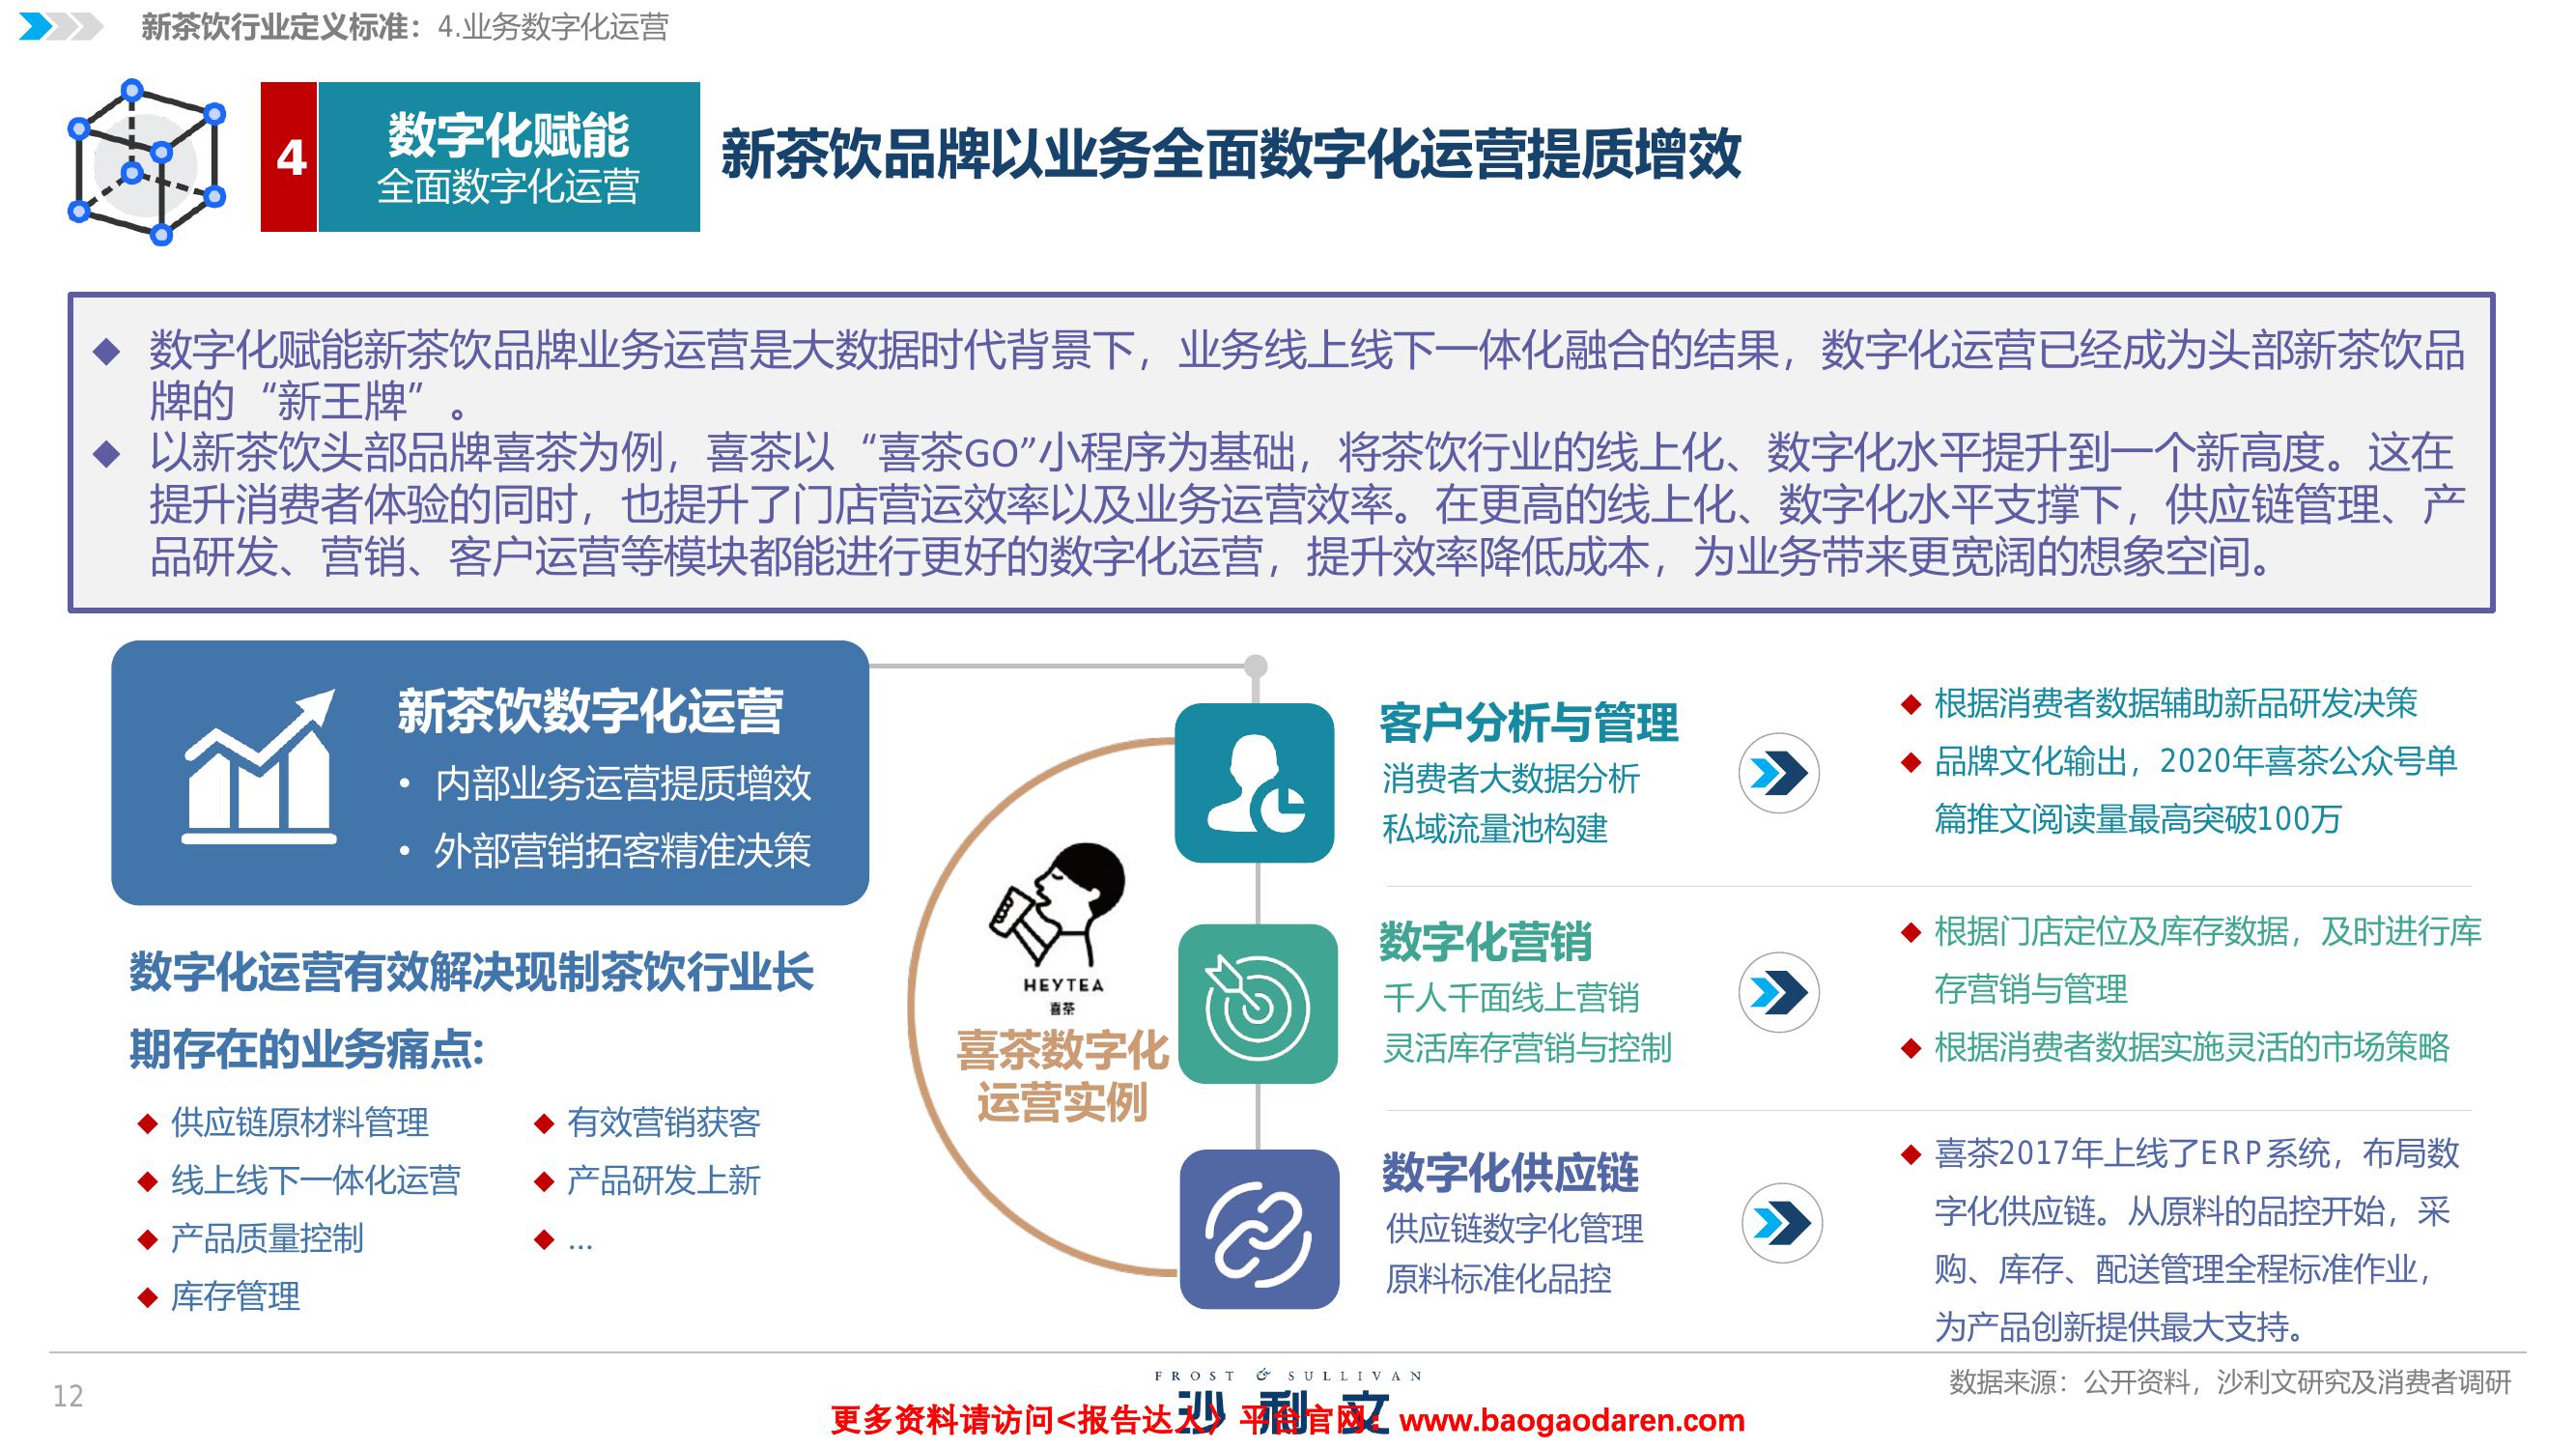 新茶饮行业定义标准：4.业务数字化运营
4
数字化赋能
全面数字化运营
新茶饮品牌以业务全面数字化运营提质增效
◆ 数字化赋能新茶饮品牌业务运营是大数据时代背景下，业务线上线下一体化融合的结果，数字化运营已经成为头部新茶饮品
牌的“新王牌”。
◆ 以新茶饮头部品牌喜茶为例，喜茶以“喜茶GO”小程序为基础，将茶饮行业的线上化、数字化水平提升到一个新高度。这在
提升消费者体验的同时，也提升了门店营运效率以及业务运营效率。在更高的线上化、数字化水平支撑下，供应链管理、产
品研发、营销、客户运营等模块都能进行更好的数字化运营，提升效率降低成本，为业务带来更宽阔的想象空间。
新茶饮数字化运营
• 内部业务运营提质增效
• 外部营销拓客精准决策
数字化运营有效解决现制茶饮行业长
期存在的业务痛点:
◆ 供应链原材料管理
◆ 线上线下一体化运营
◆ 产品质量控制
◆ 库存管理
◆ 有效营销获客
◆ 产品研发上新
◆ ...
HEYTEA
喜茶
喜茶数字化
运营实例
客户分析与管理
消费者大数据分析
私域流量池构建
◆ 根据消费者数据辅助新品研发决策
◆ 品牌文化输出，2020年喜茶公众号单
篇推文阅读量最高突破100万
数字化营销
千人千面线上营销
灵活库存营销与控制
◆ 根据门店定位及库存数据，及时进行库
存营销与管理
◆ 根据消费者数据实施灵活的市场策略
数字化供应链
供应链数字化管理
原料标准化品控
◆ 喜茶2017年上线了ERP系统，布局数
字化供应链。从原料的品控开始，采
购、库存、配送管理全程标准作业，
为产品创新提供最大支持。
12
FROST & SULLIVAN
沙利文
数据来源：公开资料，沙利文研究及消费者调研
更多资料请访问<报告达人>平台官网：www.baogaodaren.com